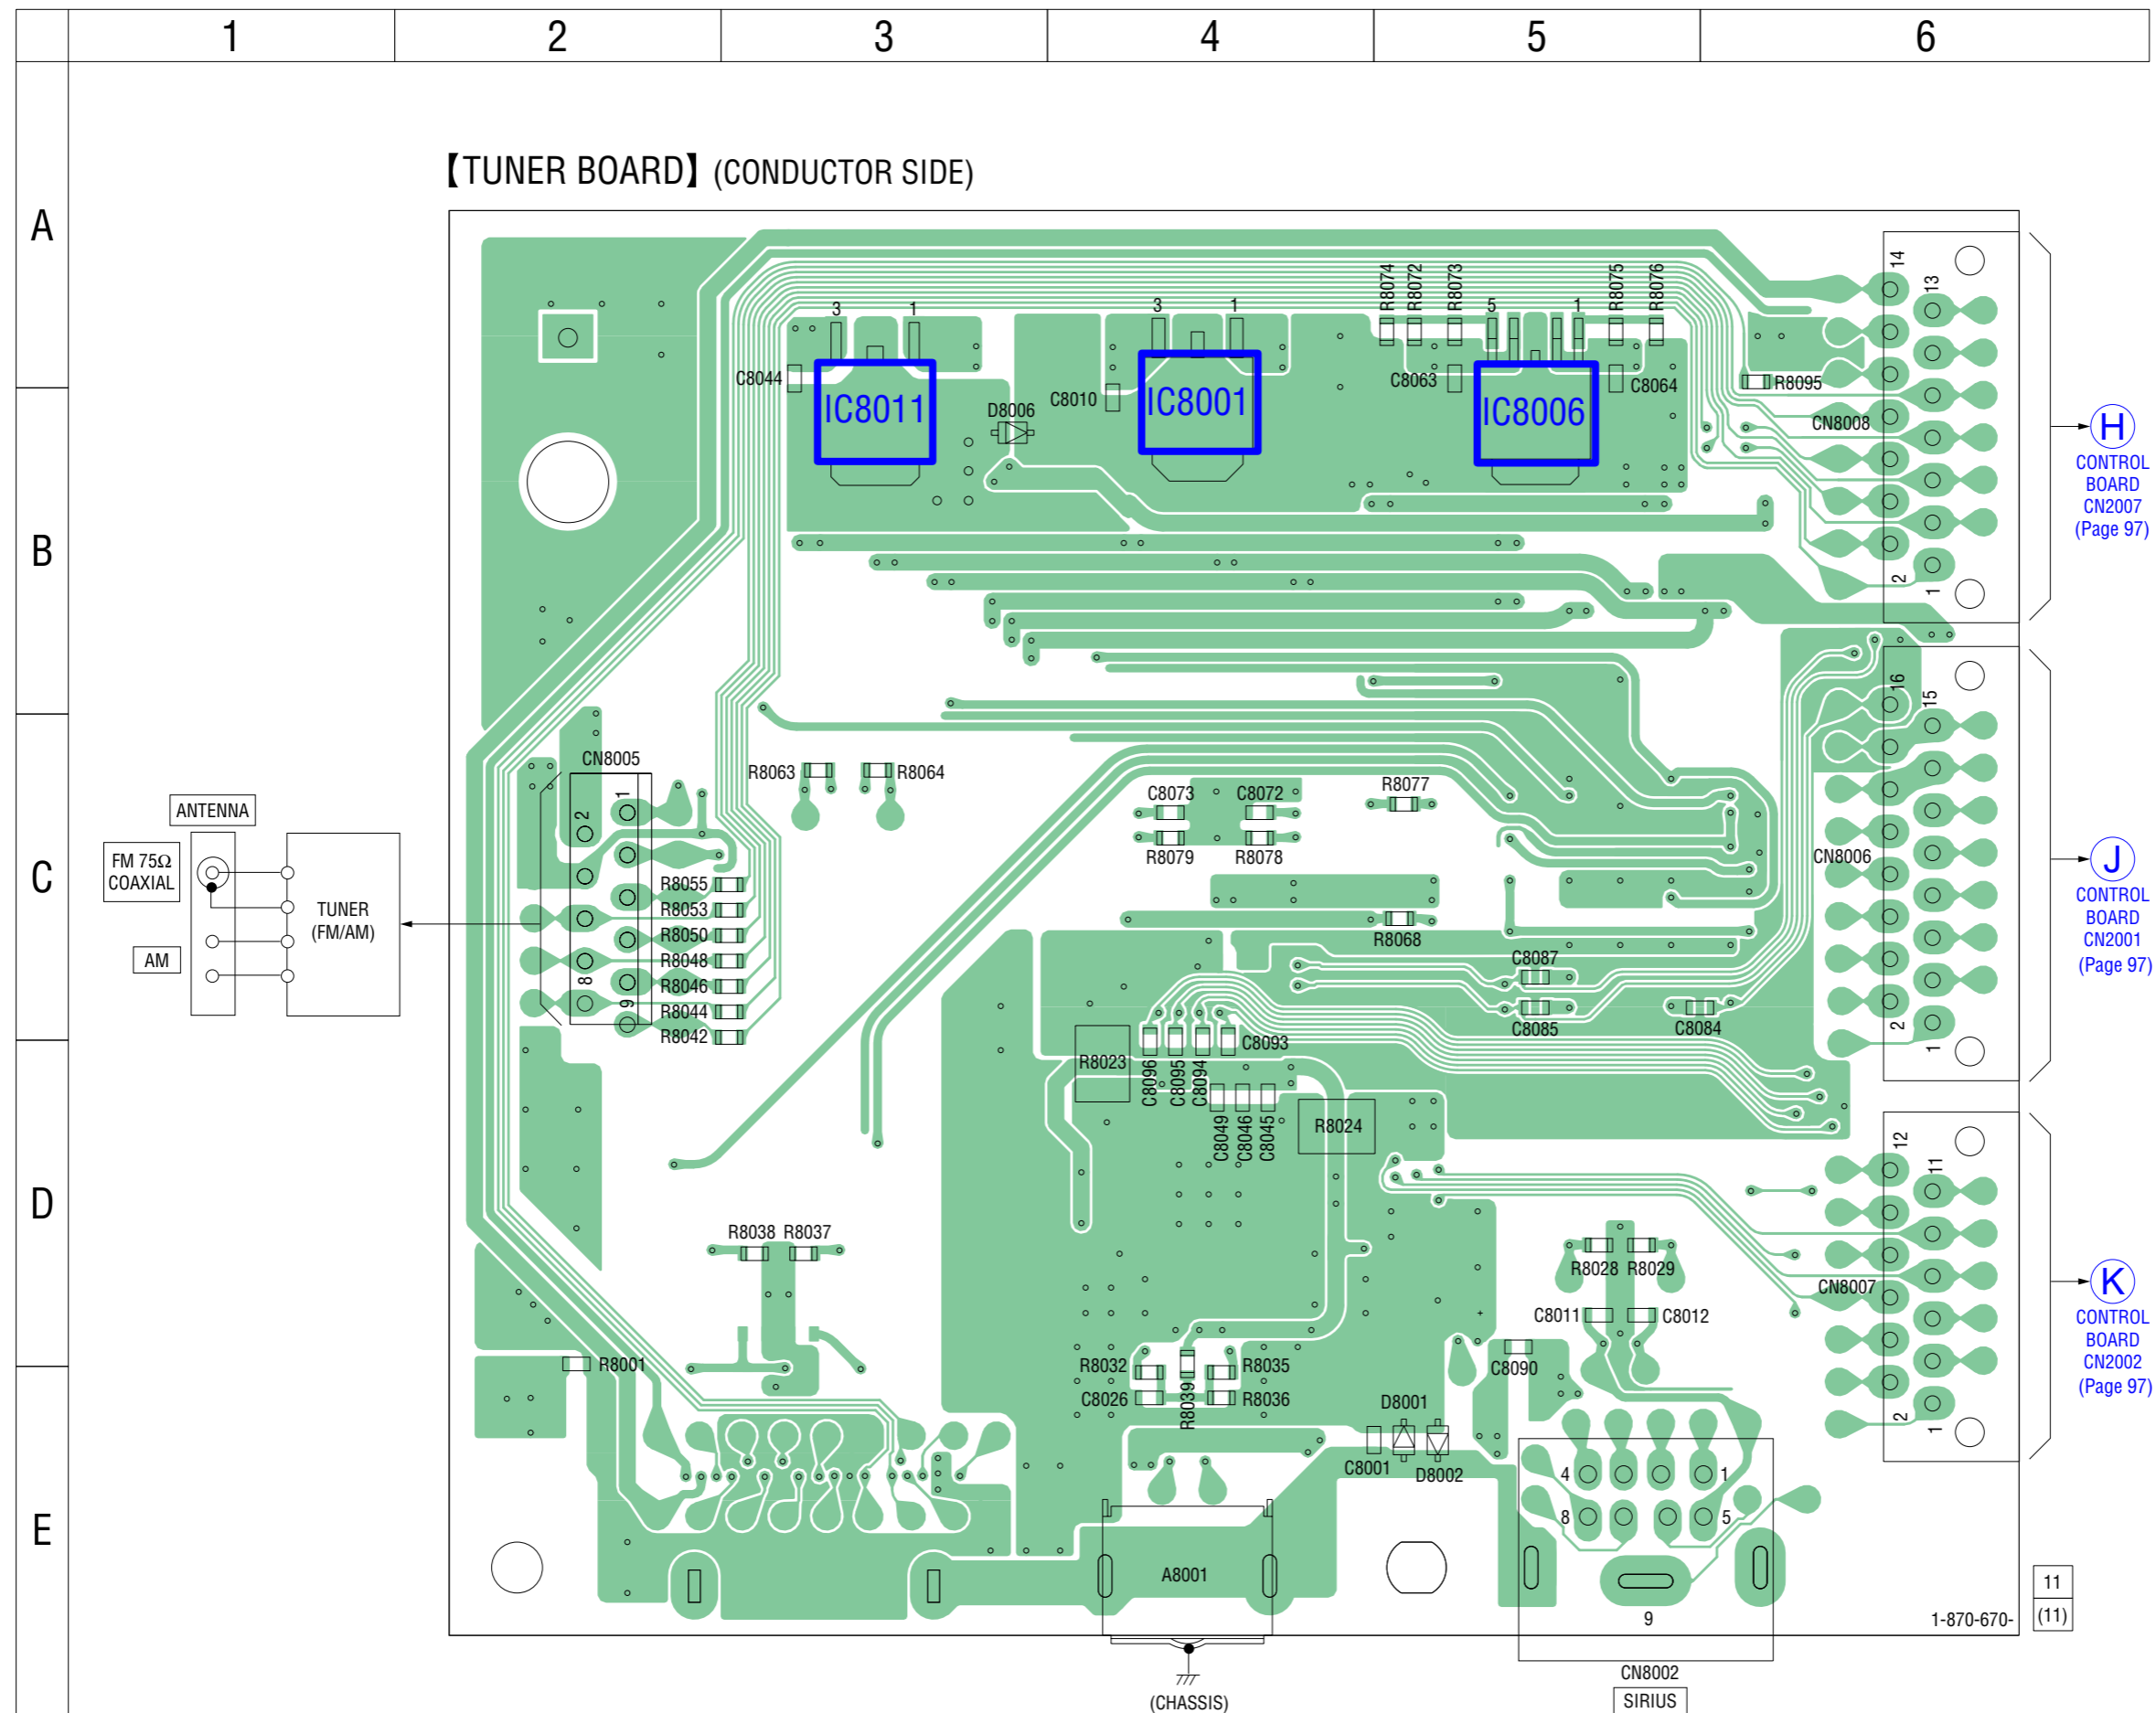 1 2 3 4 5 6
【TUNER BOARD】 (CONDUCTOR SIDE)
A
R8074 R8072 R8073 R8075 R8076
14
13
3 1 3 1 5 1
C8044 C8063 C8064 R8095
C8010
IC8011 IC8001 IC8006
D8006
CN8008
H
CONTROL
BOARD
CN2007
(Page 97)
B
2
1
16
15
CN8005
R8063 R8064
C8073 C8072 R8077
1
2
ANTENNA
FM 75Ω
COAXIAL
R8079 R8078
CN8006
J
C
TUNER
(FM/AM)
AM
CONTROL
BOARD
CN2001
(Page 97)
R8055
R8053
R8050
R8048
R8046
R8044
R8042
8
9
R8068
C8087
C8085 C8084
2
1
R8023
C8096 C8095 C8094 C8093
C8049 C8046 C8045
R8024
12
11
D
R8038 R8037
R8028 R8029
CN8007
K
C8011 C8012
CONTROL
BOARD
CN2002
(Page 97)
R8001
R8032 R8035
C8090
C8026 R8039 R8036
D8001
2
1
C8001 D8002
4 1
8 5
E
A8001
9
11
(11)
1-870-670-
CN8002
SIRIUS
(CHASSIS)